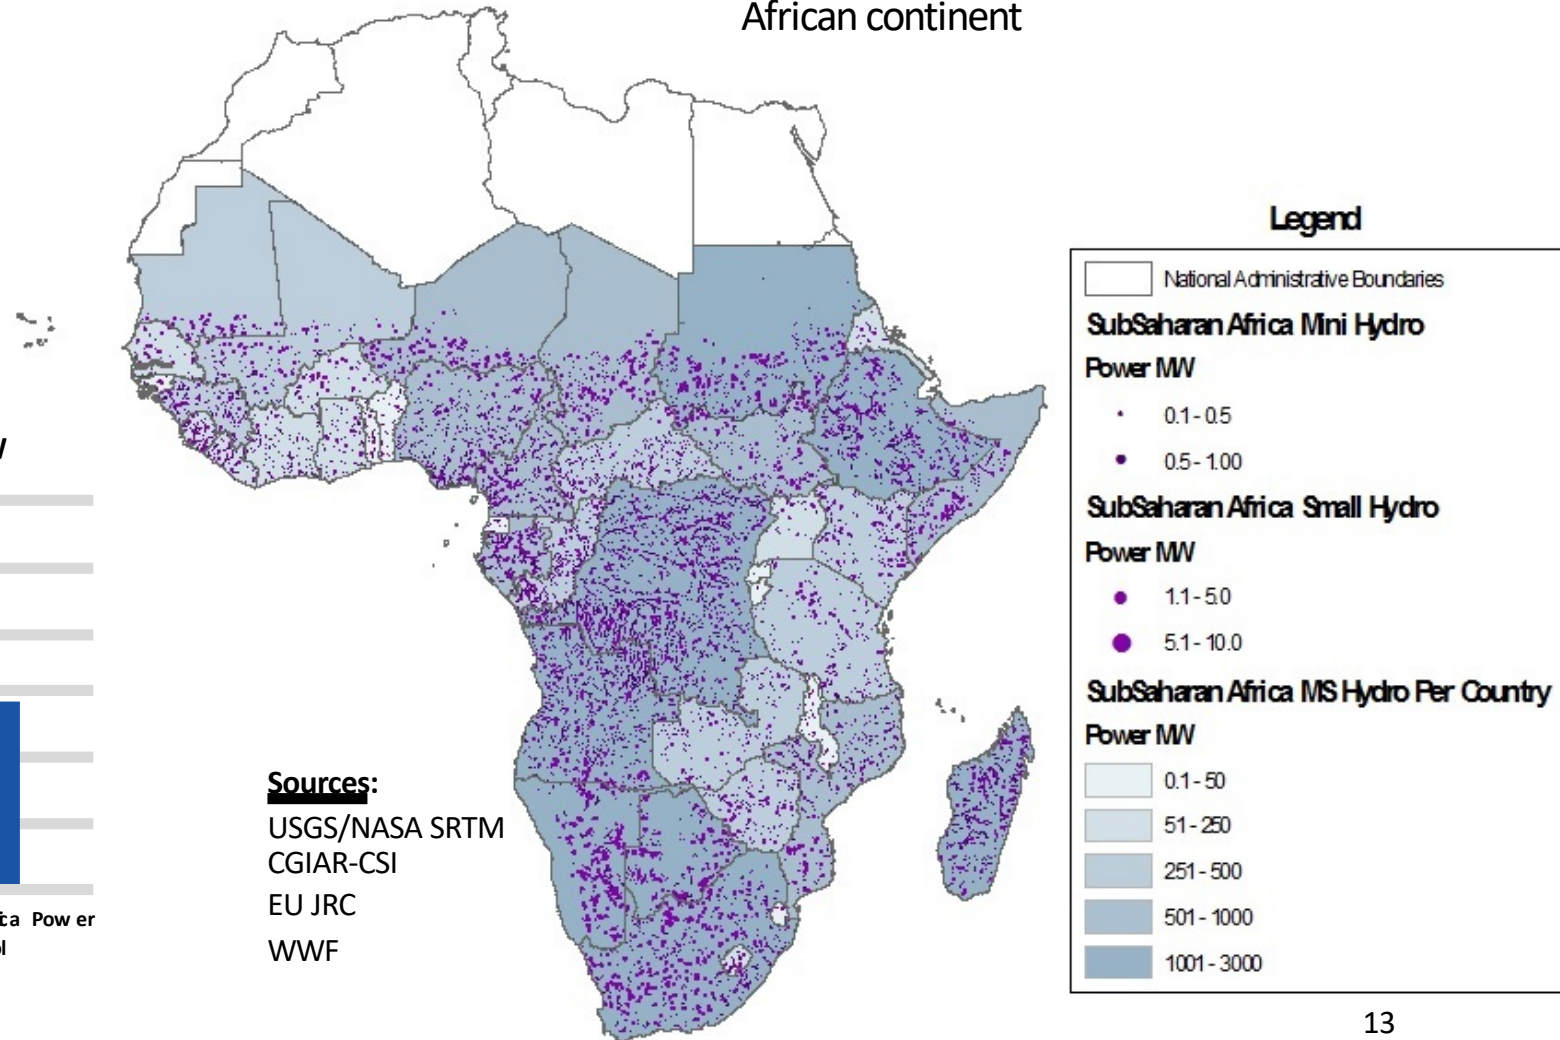 African continent
Legend
National Administrative Boundaries
SubSaharan Africa Mini Hydro
Power MW
0.1 - 0.5
0.5 - 1.00
SubSaharan Africa Small Hydro
Power MW
1.1 - 5.0
5.1 - 10.0
SubSaharan Africa MS Hydro Per Country
Power MW
0.1 - 50
51 - 250
251 - 500
501 - 1000
1001 - 3000
Sources:
USGS/NASA SRTM
CGIAR-CSI
EU JRC
WWF
Power
13